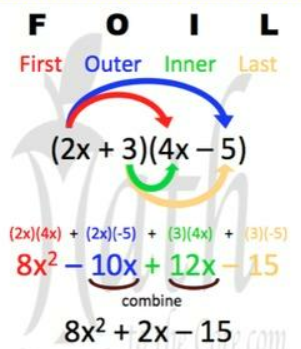 F O I L
First Outer Inner Last
(2x + 3)(4x – 5)
(2x)(4x) + (2x)(-5) + (3)(4x) + (3)(-5)
8x² – 10x + 12x – 15
combine
8x² + 2x – 15